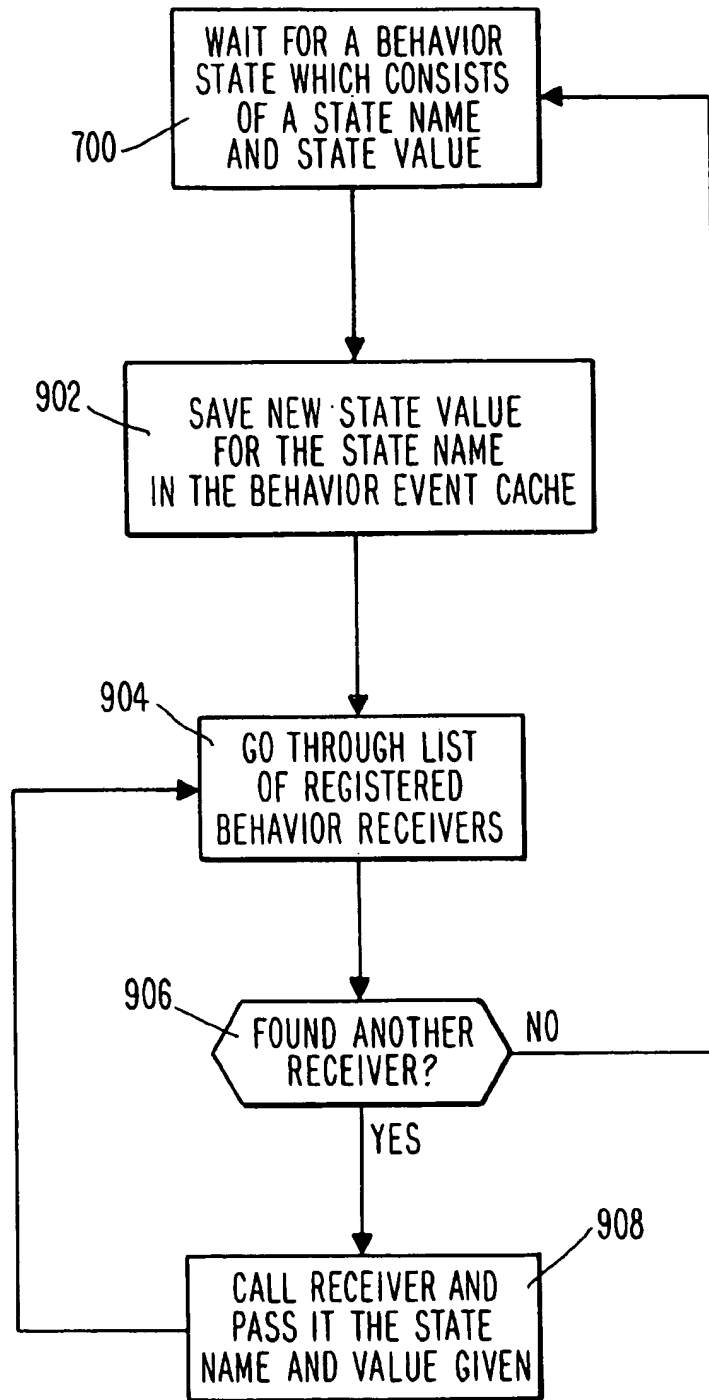 WAIT FOR A BEHAVIOR
STATE WHICH CONSISTS
OF A STATE NAME
AND STATE VALUE
700
902
SAVE NEW STATE VALUE
FOR THE STATE NAME
IN THE BEHAVIOR EVENT CACHE
904
GO THROUGH LIST
OF REGISTERED
BEHAVIOR RECEIVERS
906
FOUND ANOTHER
RECEIVER?
NO
YES
908
CALL RECEIVER AND
PASS IT THE STATE
NAME AND VALUE GIVEN